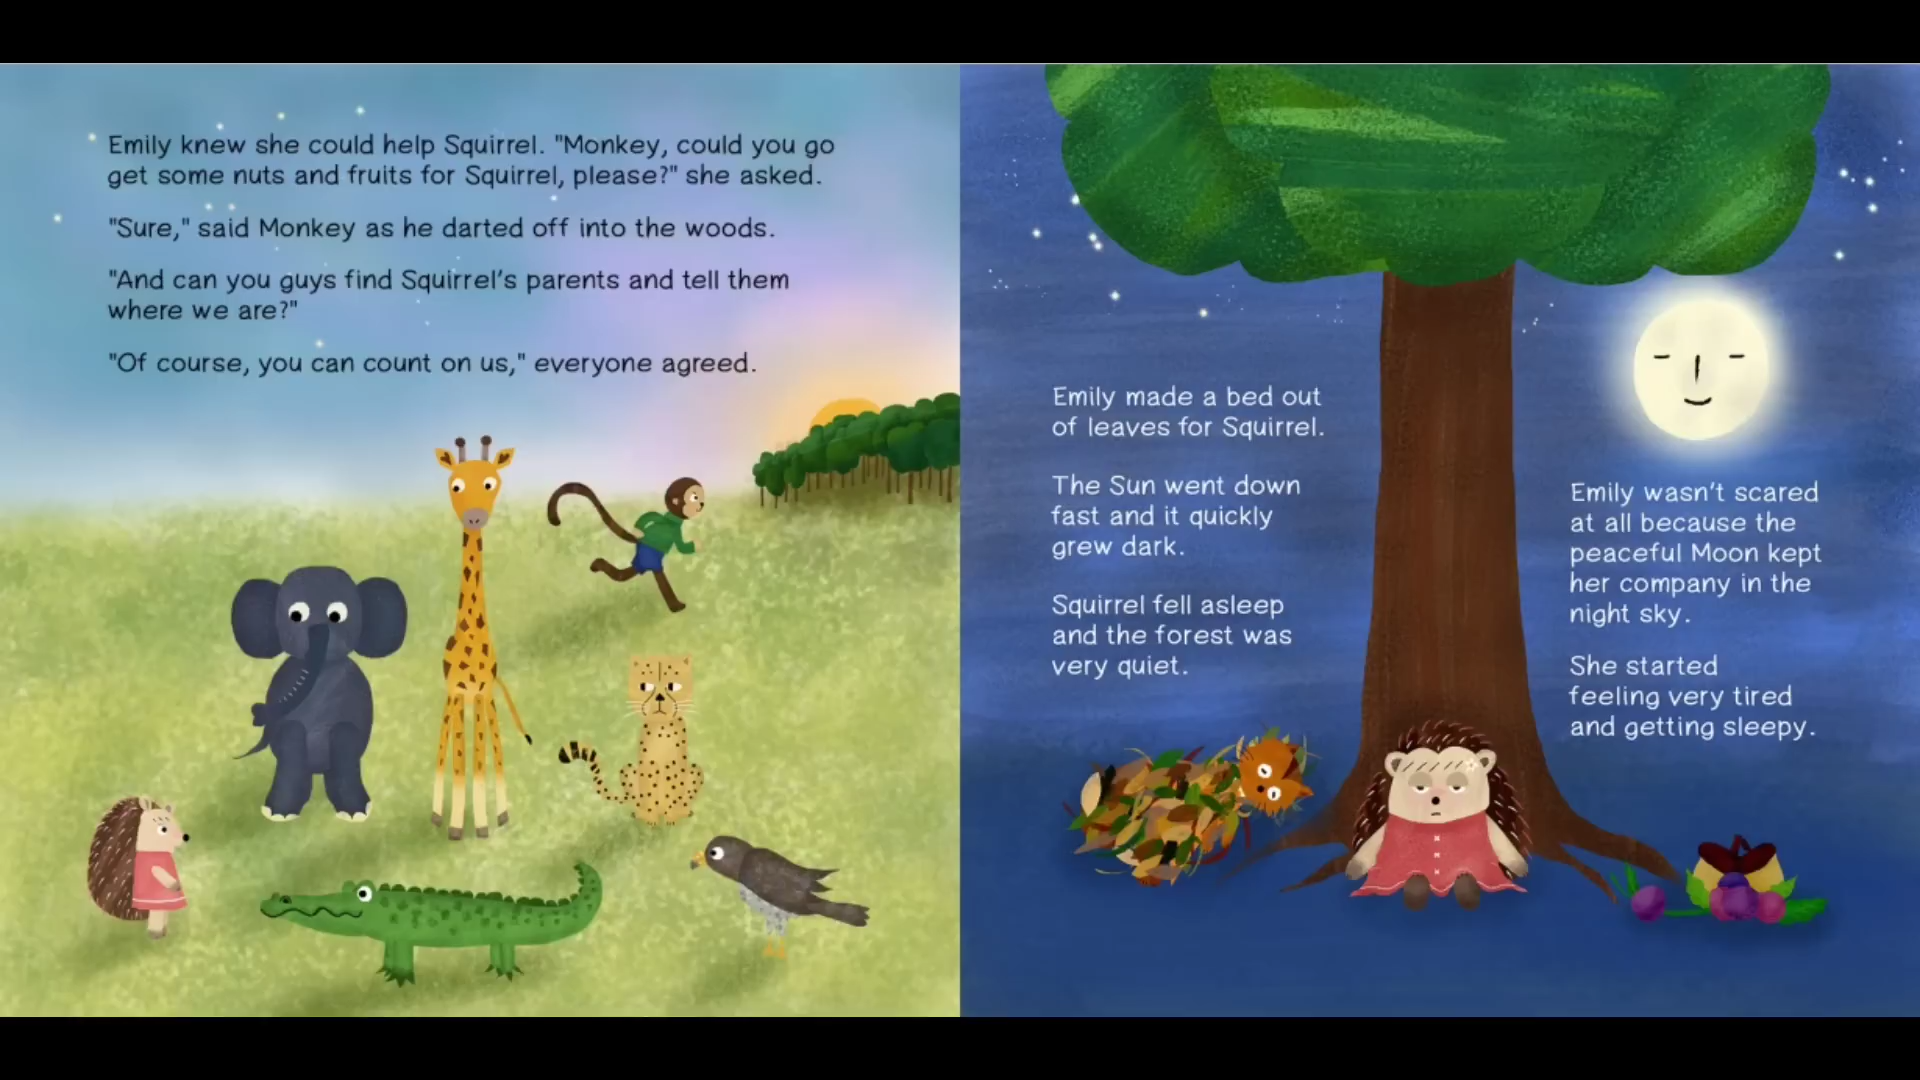 Emily knew she could help Squirrel. "Monkey, could you go
get some nuts and fruits for Squirrel, please?" she asked.
"Sure," said Monkey as he darted off into the woods.
"And can you guys find Squirrel's parents and tell them
where we are?"
"Of course, you can count on us," everyone agreed.
Emily made a bed out
of leaves for Squirrel.
The Sun went down
fast and it quickly
grew dark.
Squirrel fell asleep
and the forest was
very quiet.
Emily wasn't scared
at all because the
peaceful Moon kept
her company in the
night sky.
She started
feeling very tired
and getting sleepy.